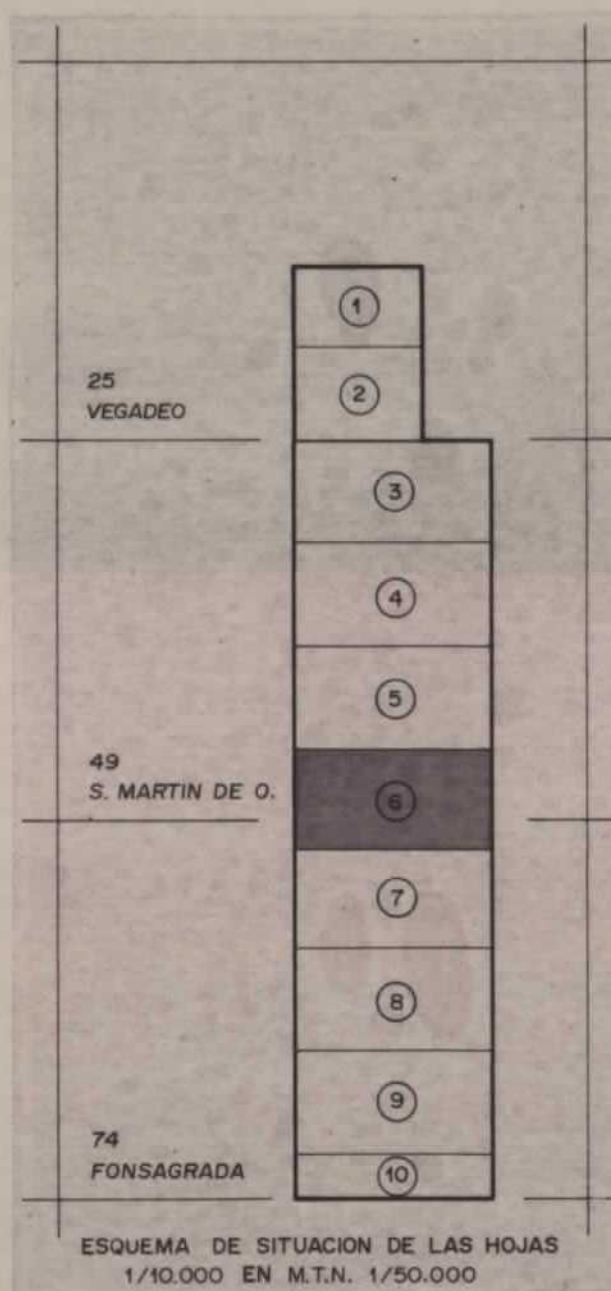 1
2
25
VEGADEO
3
4
5
49
S. MARTIN DE O.
6
7
8
9
74
FONSAGRADA
10
ESQUEMA DE SITUACION DE LAS HOJAS
1/10.000 EN M.T.N. 1/50.000